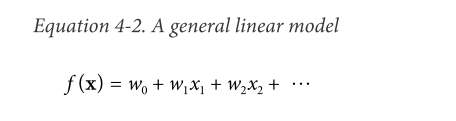 Equation 4-2. A general linear model
f(x) = w₀ + w₁x₁ + w₂x₂ + ⋯